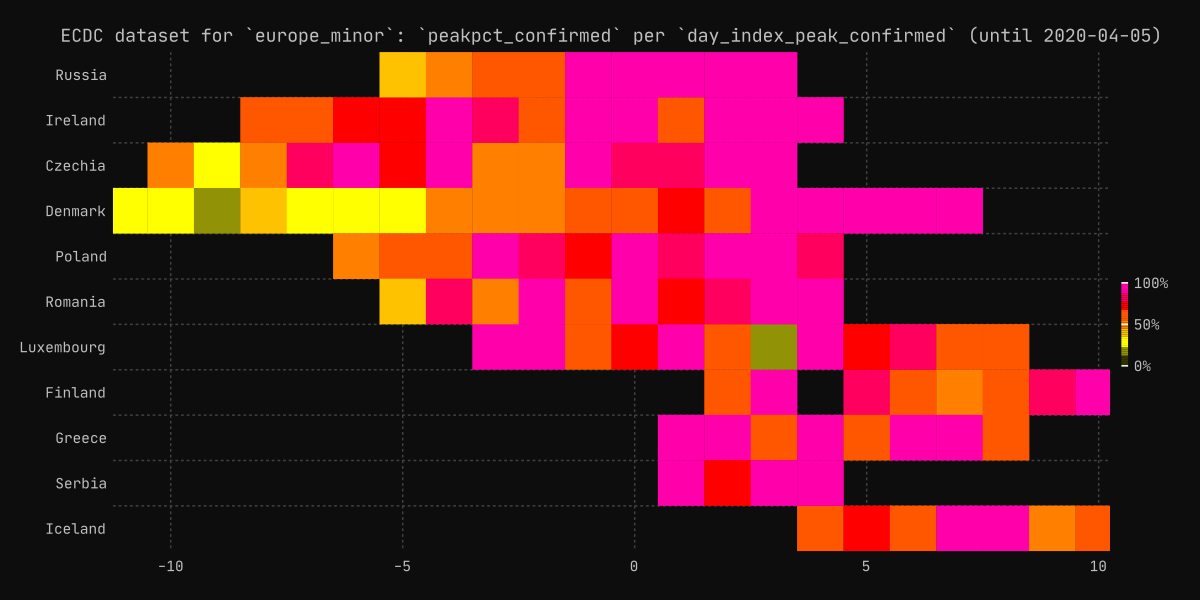 ECDC dataset for `europe_minor`: `peakpct_confirmed` per `day_index_peak_confirmed` (until 2020-04-05)
Russia
Ireland
Czechia
Denmark
Poland
Romania
Luxembourg
Finland
Greece
Serbia
Iceland
100%
50%
0%
-10
-5
0
5
10